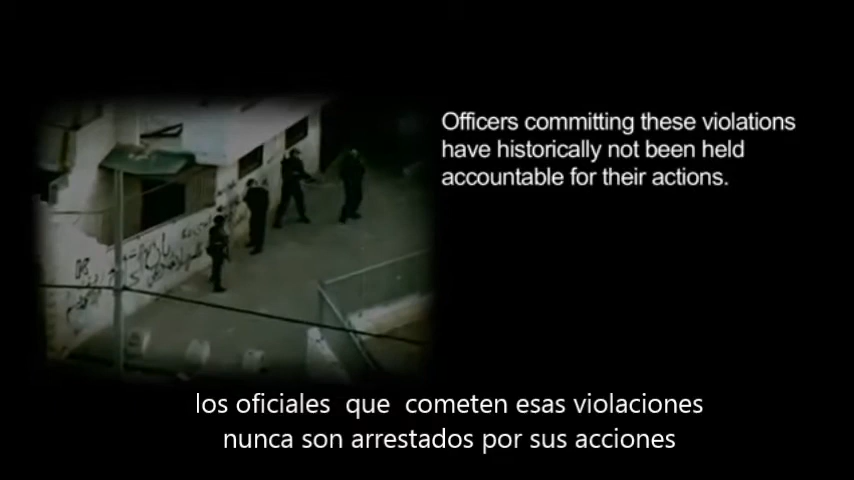 Officers committing these violations
have historically not been held
accountable for their actions.
los oficiales que cometen esas violaciones
nunca son arrestados por sus acciones